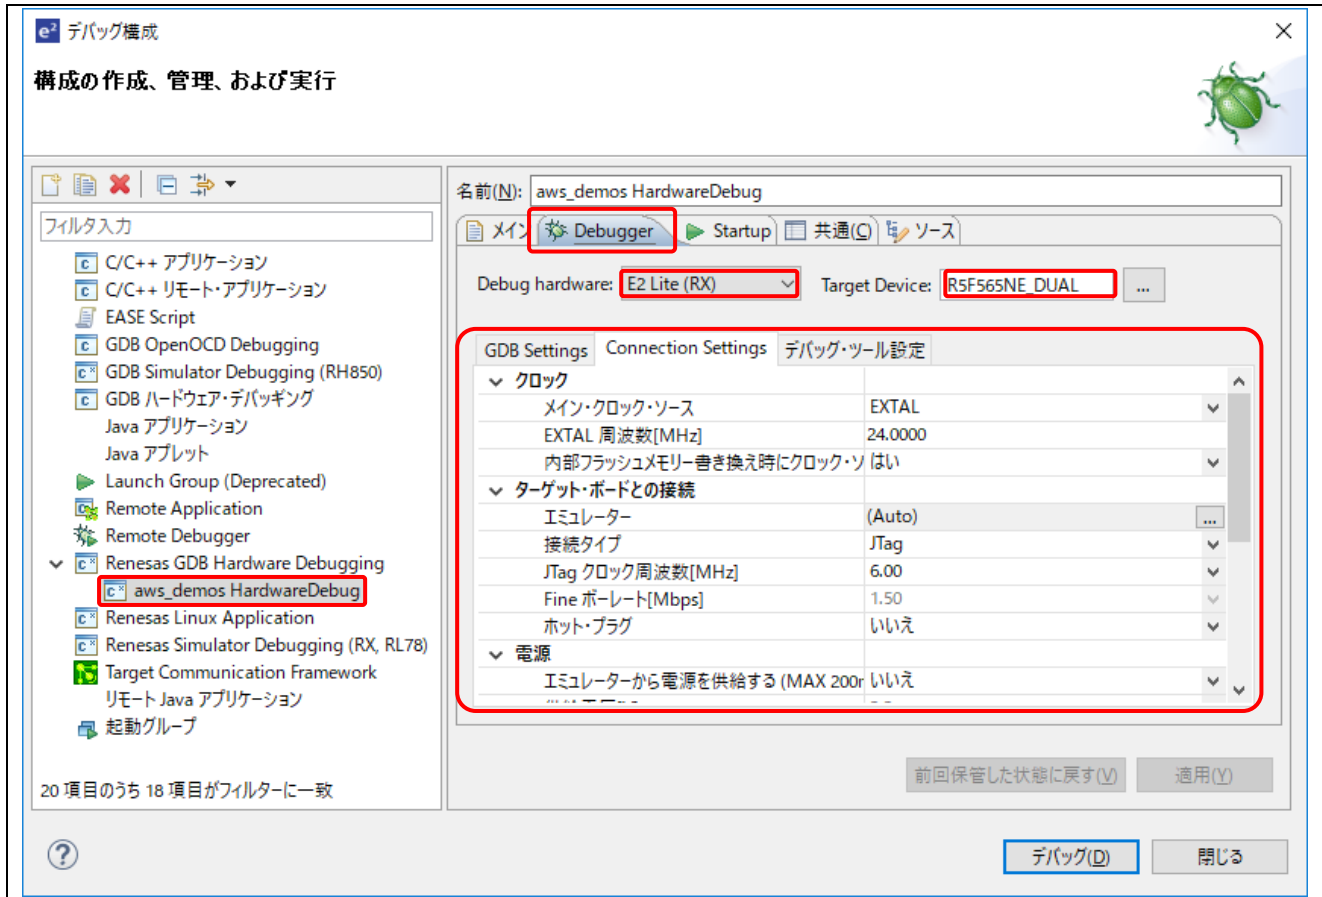 e² デバッグ構成
構成の作成、管理、および実行
フィルタ入力
C/C++ アプリケーション
C/C++ リモート・アプリケーション
EASE Script
GDB OpenOCD Debugging
GDB Simulator Debugging (RH850)
GDB ハードウェア・デバッギング
Java アプリケーション
Java アプレット
Launch Group (Deprecated)
Remote Application
Remote Debugger
Renesas GDB Hardware Debugging
aws_demos HardwareDebug
Renesas Linux Application
Renesas Simulator Debugging (RX, RL78)
Target Communication Framework
リモート Java アプリケーション
起動グループ
20 項目のうち 18 項目がフィルターに一致
名前(N): aws_demos HardwareDebug
メイン Debugger Startup 共通(C) ソース
Debug hardware: E2 Lite (RX) Target Device: R5F565NE_DUAL ...
GDB Settings Connection Settings デバッグ・ツール設定
クロック
メイン・クロック・ソース EXTAL
EXTAL 周波数[MHz] 24.0000
内部フラッシュメモリー書き換え時にクロック・ソ はい
ターゲット・ボードとの接続
エミュレーター (Auto) ...
接続タイプ JTag
JTag クロック周波数[MHz] 6.00
Fine ボーレート[Mbps] 1.50
ホット・プラグ いいえ
電源
エミュレーターから電源を供給する (MAX 200r いいえ
前回保管した状態に戻す(V) 適用(Y)
? デバッグ(D) 閉じる